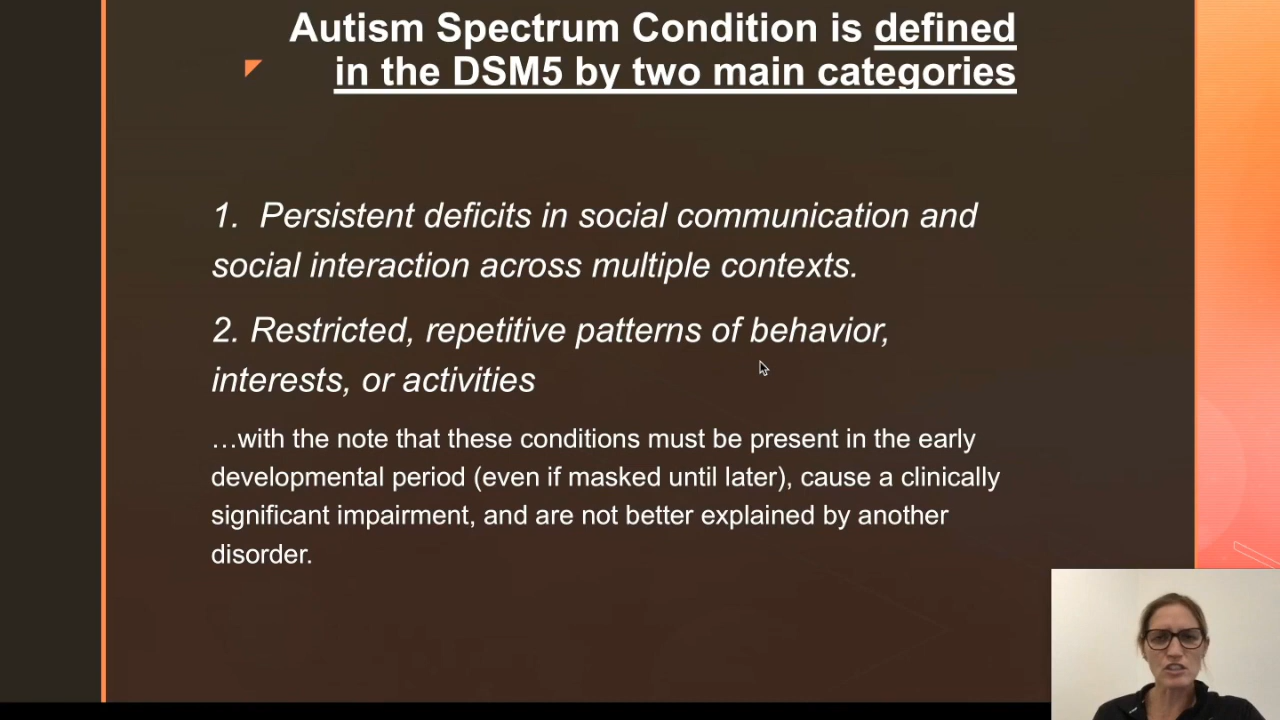 Autism Spectrum Condition is defined
in the DSM5 by two main categories
1. Persistent deficits in social communication and
social interaction across multiple contexts.
2. Restricted, repetitive patterns of behavior,
interests, or activities
…with the note that these conditions must be present in the early
developmental period (even if masked until later), cause a clinically
significant impairment, and are not better explained by another
disorder.